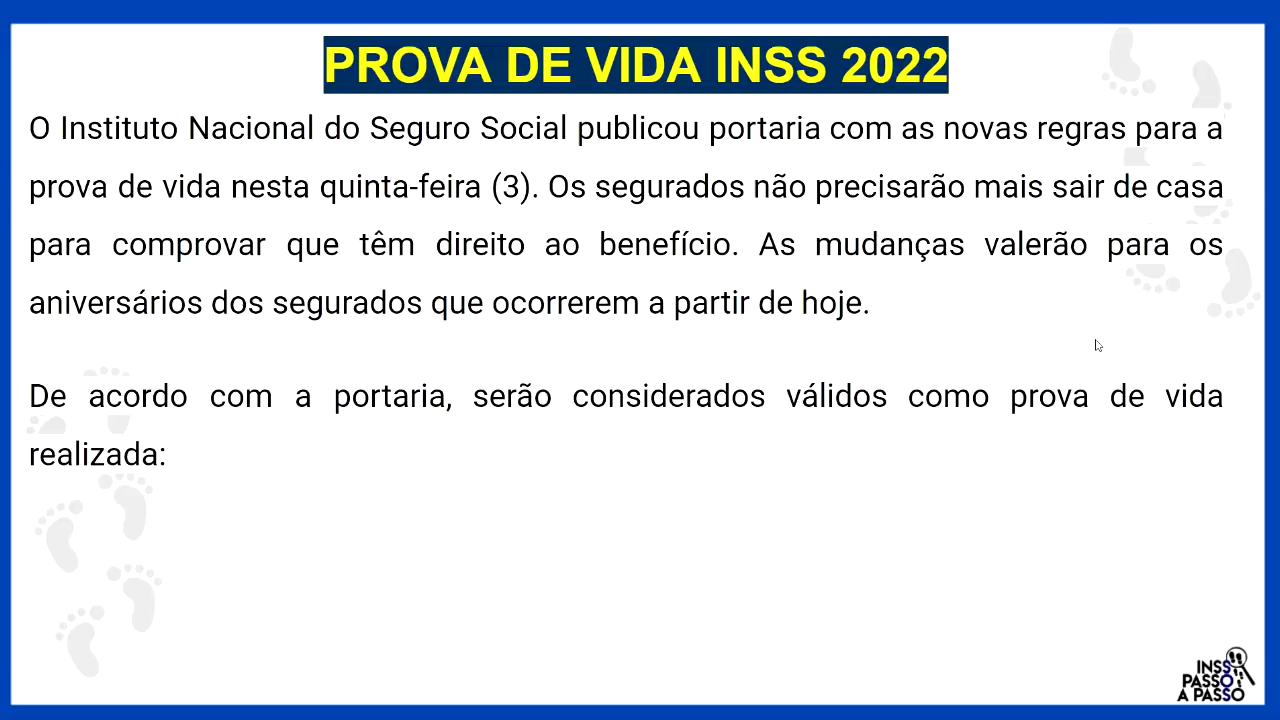 PROVA DE VIDA INSS 2022
O Instituto Nacional do Seguro Social publicou portaria com as novas regras para a
prova de vida nesta quinta-feira (3). Os segurados não precisarão mais sair de casa
para comprovar que têm direito ao benefício. As mudanças valerão para os
aniversários dos segurados que ocorrerem a partir de hoje.
De acordo com a portaria, serão considerados válidos como prova de vida
realizada:
INSS
PASSO
A PASSO